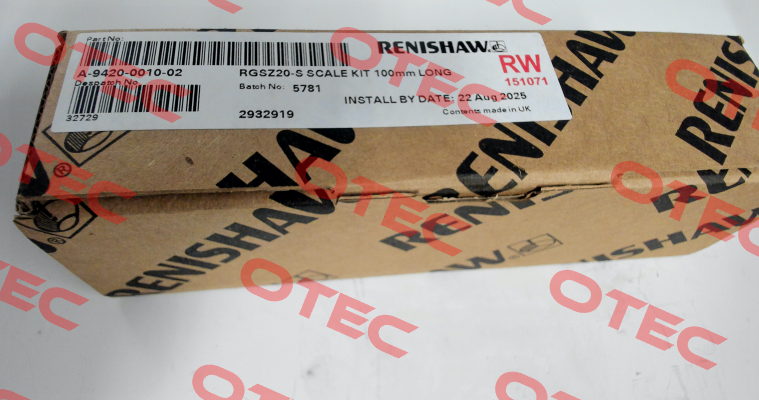 Part No:
RENISHAW
RW
151071
A-9420-0010-02
RGSZ20-S SCALE KIT 100mm LONG
Despatch No
Batch No: 5781
INSTALL BY DATE: 22 Aug 2025
32729
2932919
Contents made in UK
RENISHAW
RENISHAW
RENISHAW
RENISHAW
RENISHAW
®
OTEC
OTEC
OTEC
OTEC
OTEC
OTEC
OTEC
OTEC
OTEC